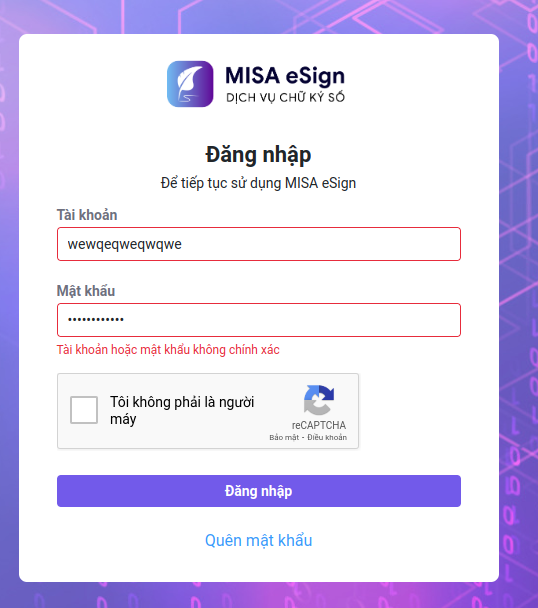 MISA eSign
DỊCH VỤ CHỮ KÝ SỐ
Đăng nhập
Để tiếp tục sử dụng MISA eSign
Tài khoản
wewqeqweqwqwe
Mật khẩu
••••••••••••
Tài khoản hoặc mật khẩu không chính xác
Tôi không phải là người
máy
reCAPTCHA
Bảo mật - Điều khoản
Đăng nhập
Quên mật khẩu